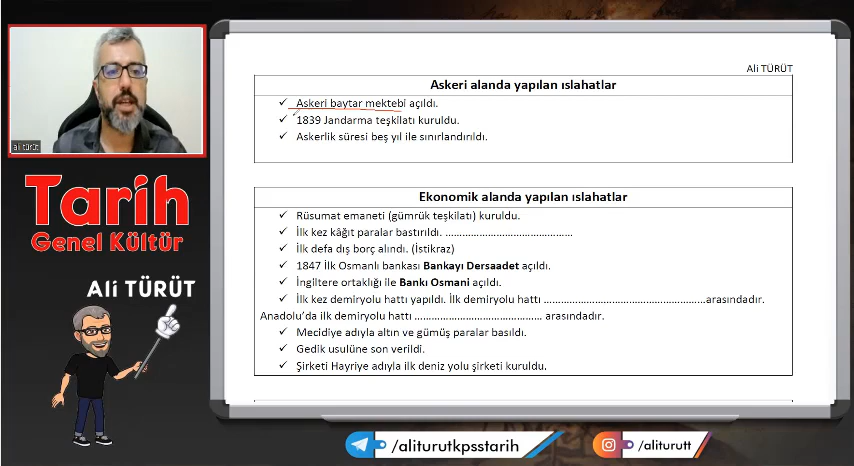 ali türüt
Tarih
Genel Kültür
Ali TÜRÜT
Ali TÜRÜT
Askeri alanda yapılan ıslahatlar
✓ Askeri baytar mektebi açıldı.
✓ 1839 Jandarma teşkilatı kuruldu.
✓ Askerlik süresi beş yıl ile sınırlandırıldı.
Ekonomik alanda yapılan ıslahatlar
✓ Rüsumat emaneti (gümrük teşkilatı) kuruldu.
✓ İlk kez kâğıt paralar bastırıldı. ……………………………………
✓ İlk defa dış borç alındı. (İstikraz)
✓ 1847 İlk Osmanlı bankası Bankayı Dersaadet açıldı.
✓ İngiltere ortaklığı ile Bankı Osmani açıldı.
✓ İlk kez demiryolu hattı yapıldı. İlk demiryolu hattı ………………………………………………arasındadır.
Anadolu'da ilk demiryolu hattı …………………………………… arasındadır.
✓ Mecidiye adıyla altın ve gümüş paralar basıldı.
✓ Gedik usulüne son verildi.
✓ Şirketi Hayriye adıyla ilk deniz yolu şirketi kuruldu.
/aliturutkpsstarih
/aliturutt